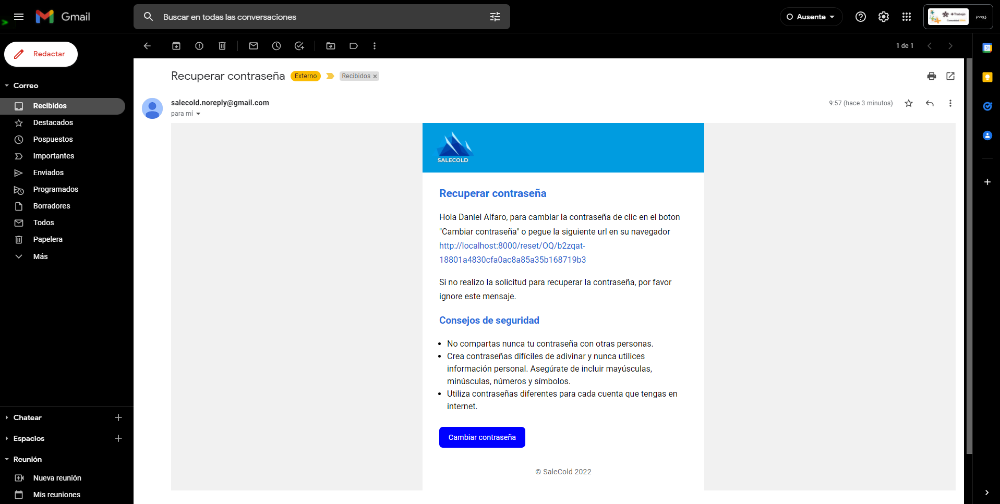 Gmail
Buscar en todas las conversaciones
Ausente
+Trabajo
{CODE}
Redactar
1 de 1
Correo
Recibidos
Destacados
Pospuestos
Importantes
Enviados
Programados
Borradores
Todos
Papelera
Más
Chatear
Espacios
Reunión
Nueva reunión
Mis reuniones
Recuperar contraseña Externo Recibidos ×
salecold.noreply@gmail.com
9:57 (hace 3 minutos)
para mí
SALECOLD
Recuperar contraseña
Hola Daniel Alfaro, para cambiar la contraseña de clic en el boton
"Cambiar contraseña" o pegue la siguiente url en su navegador
http://localhost:8000/reset/OQ/b2zqat-
18801a4830cfa0ac8a85a35b168719b3
Si no realizo la solicitud para recuperar la contraseña, por favor
ignore este mensaje.
Consejos de seguridad
• No compartas nunca tu contraseña con otras personas.
• Crea contraseñas difíciles de adivinar y nunca utilices
información personal. Asegúrate de incluir mayúsculas,
minúsculas, números y símbolos.
• Utiliza contraseñas diferentes para cada cuenta que tengas en
internet.
Cambiar contraseña
© SaleCold 2022
31